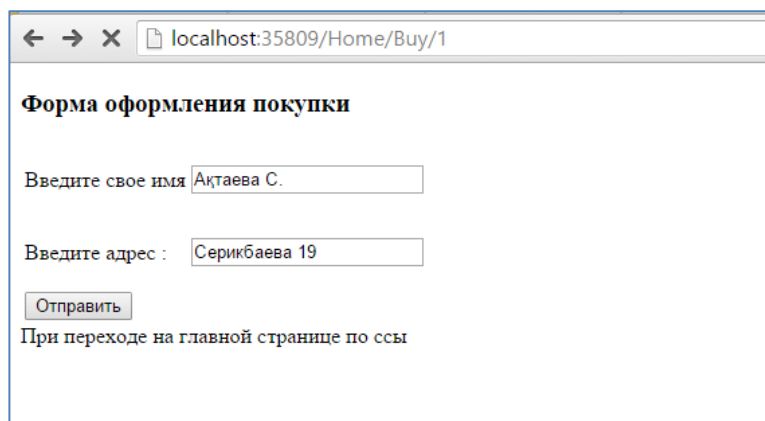 localhost:35809/Home/Buy/1
Форма оформления покупки
Введите свое имя Ақтаева С.
Введите адрес : Серикбаева 19
Отправить
При переходе на главной странице по ссы